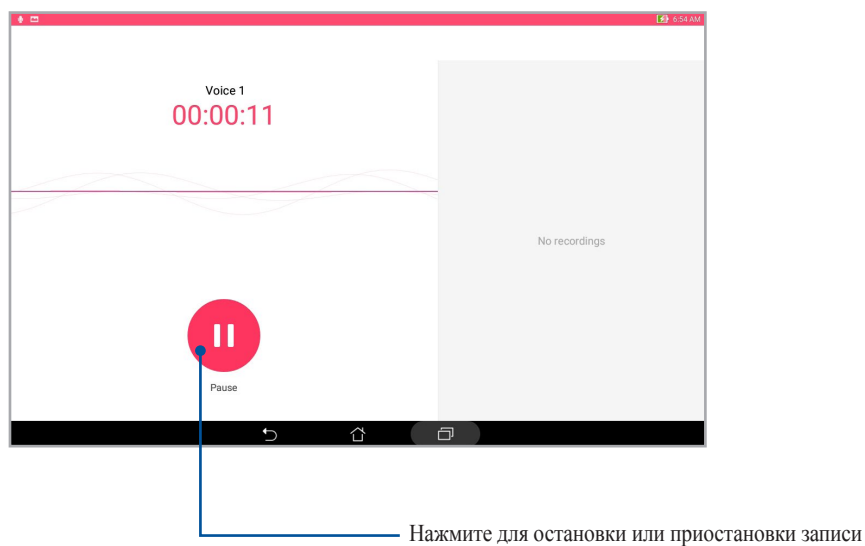 6:54 AM
Voice 1
00:00:11
No recordings
Pause
Нажмите для остановки или приостановки записи